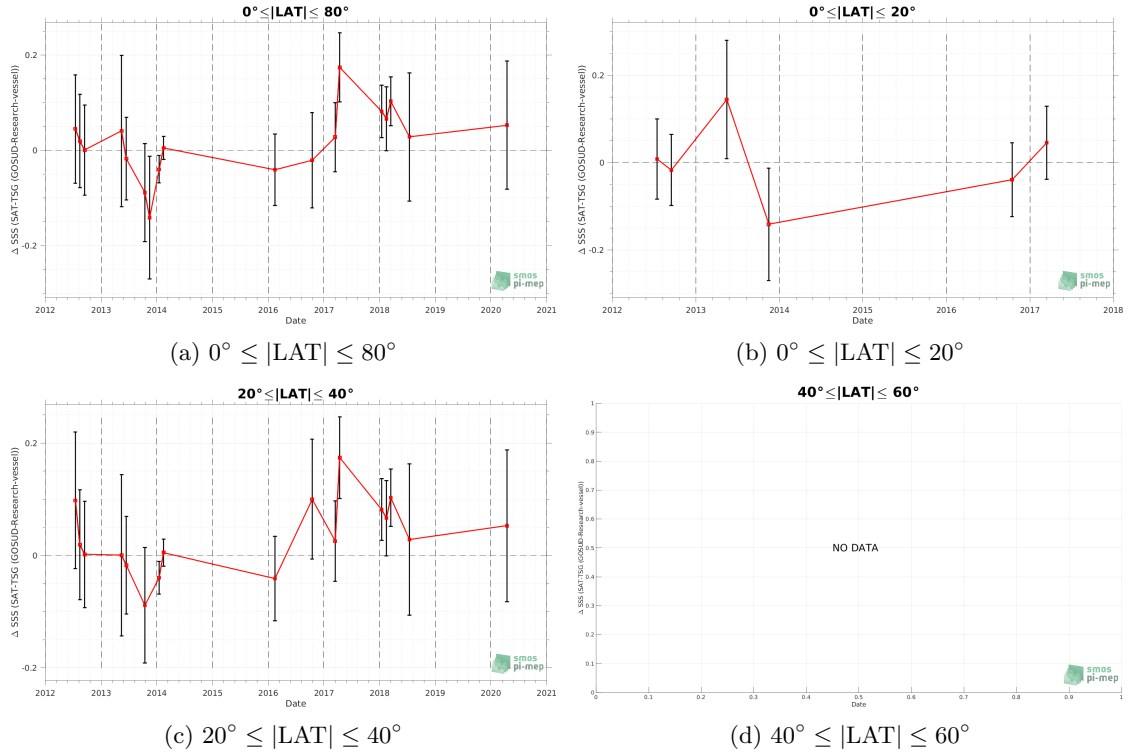 0°≤|LAT|≤ 80°
Δ SSS (SAT-TSG (GOSUD-Research-vessel))
0.2
0
-0.2
2012 2013 2014 2015 2016 2017 2018 2019 2020 2021
Date
smos
pi-mep
(a) 0° ≤ |LAT| ≤ 80°
0°≤|LAT|≤ 20°
Δ SSS (SAT-TSG (GOSUD-Research-vessel))
0.2
0
-0.2
2012 2013 2014 2015 2016 2017 2018
Date
smos
pi-mep
(b) 0° ≤ |LAT| ≤ 20°
20°≤|LAT|≤ 40°
Δ SSS (SAT-TSG (GOSUD-Research-vessel))
0.2
0
-0.2
2012 2013 2014 2015 2016 2017 2018 2019 2020 2021
Date
smos
pi-mep
(c) 20° ≤ |LAT| ≤ 40°
40°≤|LAT|≤ 60°
Δ SSS (SAT-TSG (GOSUD-Research-vessel))
1
0.9
0.8
0.7
0.6
0.5
0.4
0.3
0.2
0.1
0
NO DATA
0 0.1 0.2 0.3 0.4 0.5 0.6 0.7 0.8 0.9 1
Date
smos
pi-mep
(d) 40° ≤ |LAT| ≤ 60°